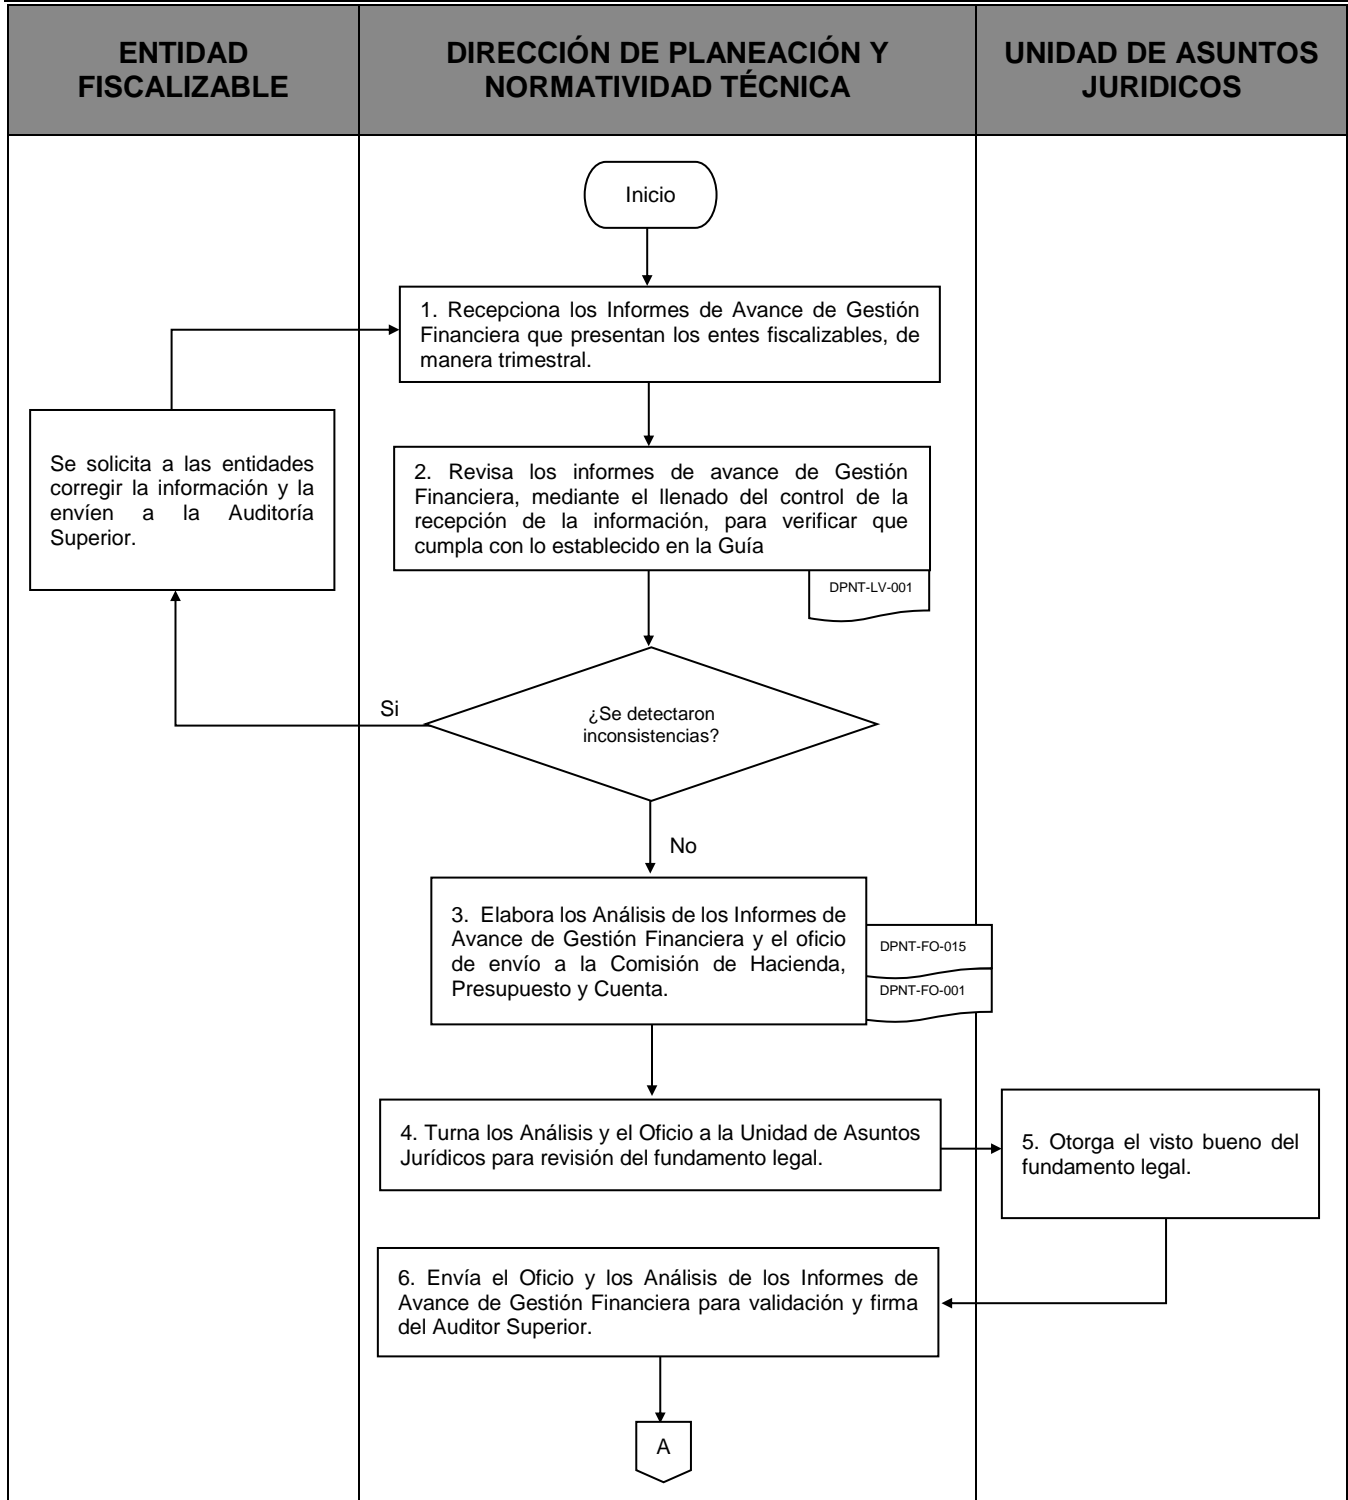 ENTIDAD
FISCALIZABLE
DIRECCIÓN DE PLANEACIÓN Y
NORMATIVIDAD TÉCNICA
UNIDAD DE ASUNTOS
JURIDICOS
Inicio
1. Recepciona los Informes de Avance de Gestión
Financiera que presentan los entes fiscalizables, de
manera trimestral.
Se solicita a las entidades
corregir la información y la
envíen a la Auditoría
Superior.
2. Revisa los informes de avance de Gestión
Financiera, mediante el llenado del control de la
recepción de la información, para verificar que
cumpla con lo establecido en la Guía
DPNT-LV-001
Si
¿Se detectaron
inconsistencias?
No
3. Elabora los Análisis de los Informes de
Avance de Gestión Financiera y el oficio
de envío a la Comisión de Hacienda,
Presupuesto y Cuenta.
DPNT-FO-015
DPNT-FO-001
4. Turna los Análisis y el Oficio a la Unidad de Asuntos
Jurídicos para revisión del fundamento legal.
5. Otorga el visto bueno del
fundamento legal.
6. Envía el Oficio y los Análisis de los Informes de
Avance de Gestión Financiera para validación y firma
del Auditor Superior.
A